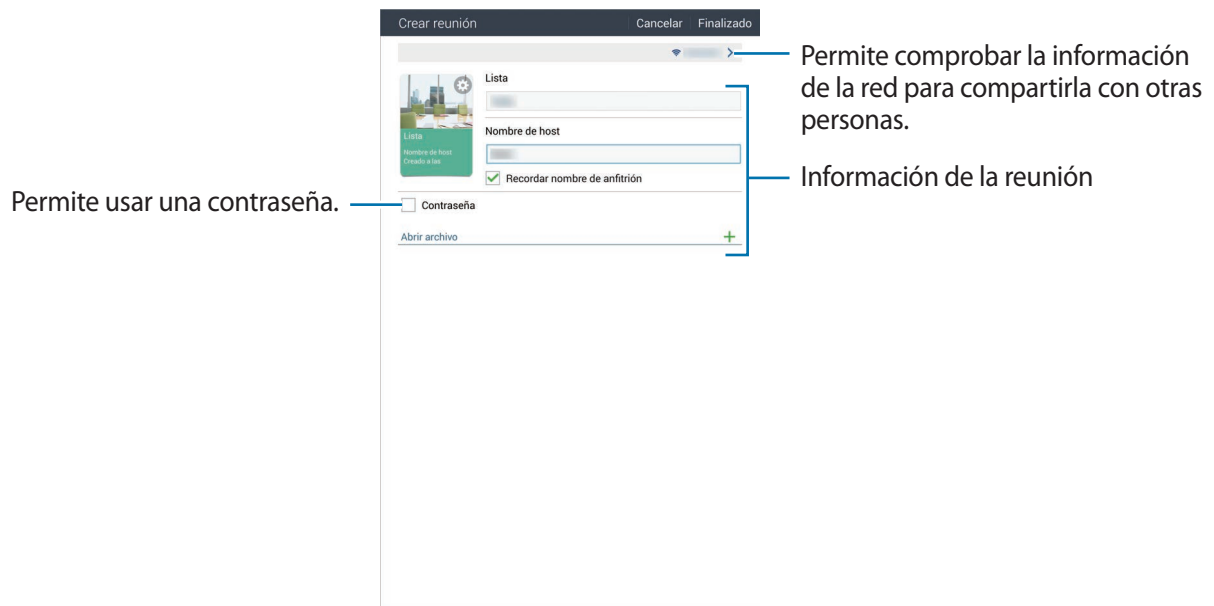 Crear reunión Cancelar Finalizado
Permite comprobar la información
de la red para compartirla con otras
personas.
Lista
Nombre de host
Lista
Nombre de host
Creado a las
Recordar nombre de anfitrión
Información de la reunión
Permite usar una contraseña.
Contraseña
Abrir archivo